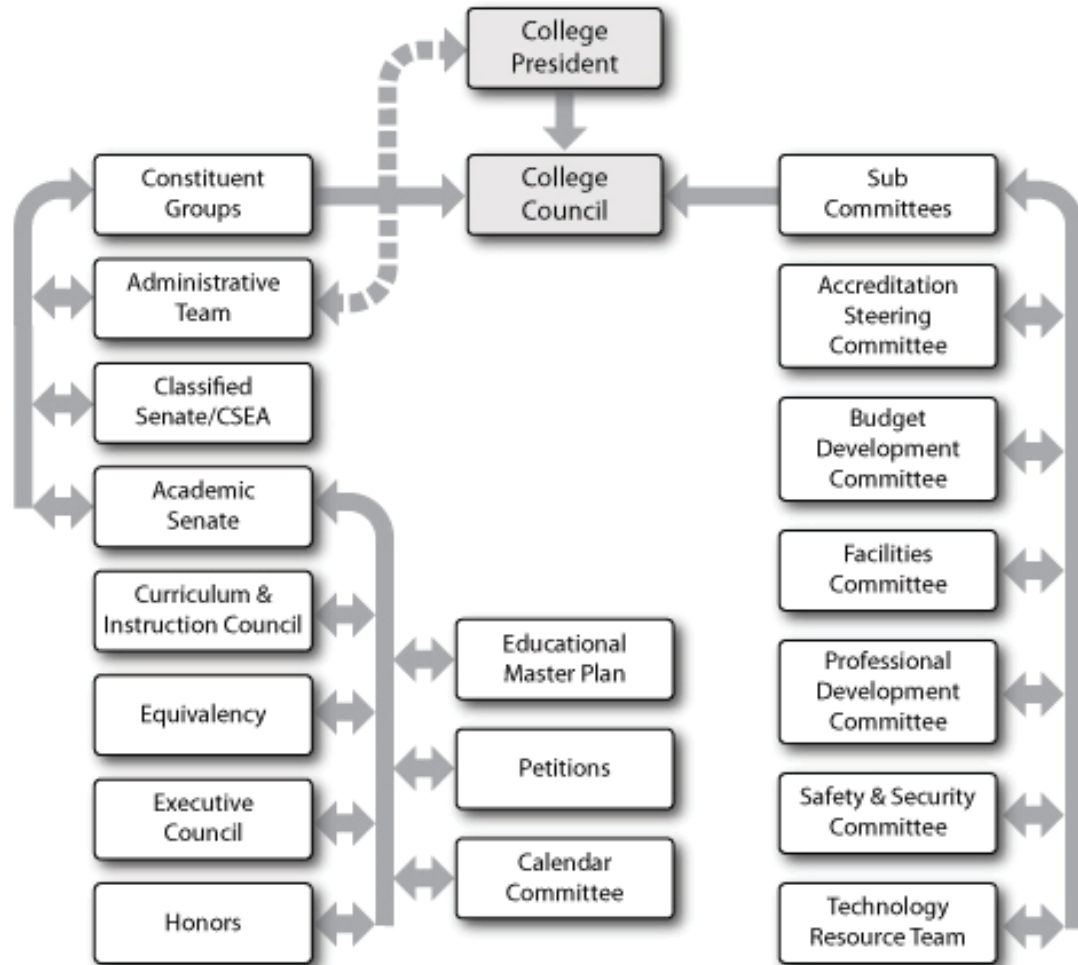 College
President
Constituent
Groups
College
Council
Sub
Committees
Administrative
Team
Classified
Senate/CSEA
Academic
Senate
Curriculum &
Instruction Council
Equivalency
Executive
Council
Honors
Educational
Master Plan
Petitions
Calendar
Committee
Accreditation
Steering
Committee
Budget
Development
Committee
Facilities
Committee
Professional
Development
Committee
Safety & Security
Committee
Technology
Resource Team